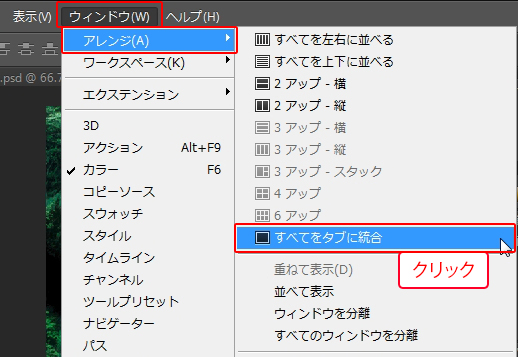 表示(V) ウィンドウ(W) ヘルプ(H)
.psd @ 66.7
アレンジ(A)
ワークスペース(K)
エクステンション
3D
アクション Alt+F9
カラー F6
コピーソース
スウォッチ
スタイル
タイムライン
チャンネル
ツールプリセット
ナビゲーター
パス
すべてを左右に並べる
すべてを上下に並べる
2 アップ - 横
2 アップ - 縦
3 アップ - 横
3 アップ - 縦
3 アップ - スタック
4 アップ
6 アップ
すべてをタブに統合
クリック
重ねて表示(D)
並べて表示
ウィンドウを分離
すべてのウィンドウを分離